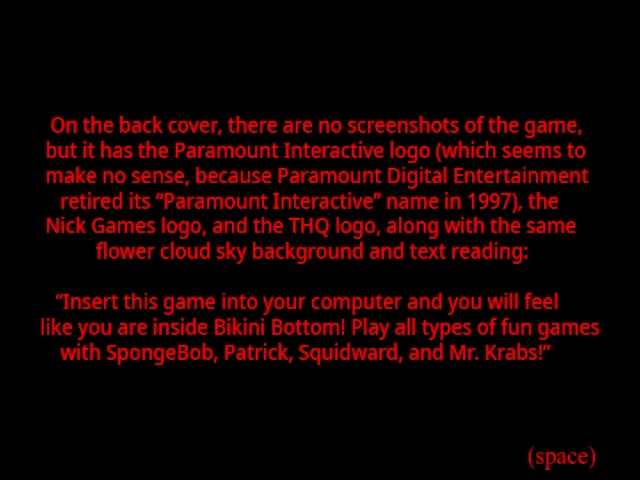 On the back cover, there are no screenshots of the game,
but it has the Paramount Interactive logo (which seems to
make no sense, because Paramount Digital Entertainment
retired its “Paramount Interactive” name in 1997), the
Nick Games logo, and the THQ logo, along with the same
flower cloud sky background and text reading:
“Insert this game into your computer and you will feel
like you are inside Bikini Bottom! Play all types of fun games
with SpongeBob, Patrick, Squidward, and Mr. Krabs!”
(space)